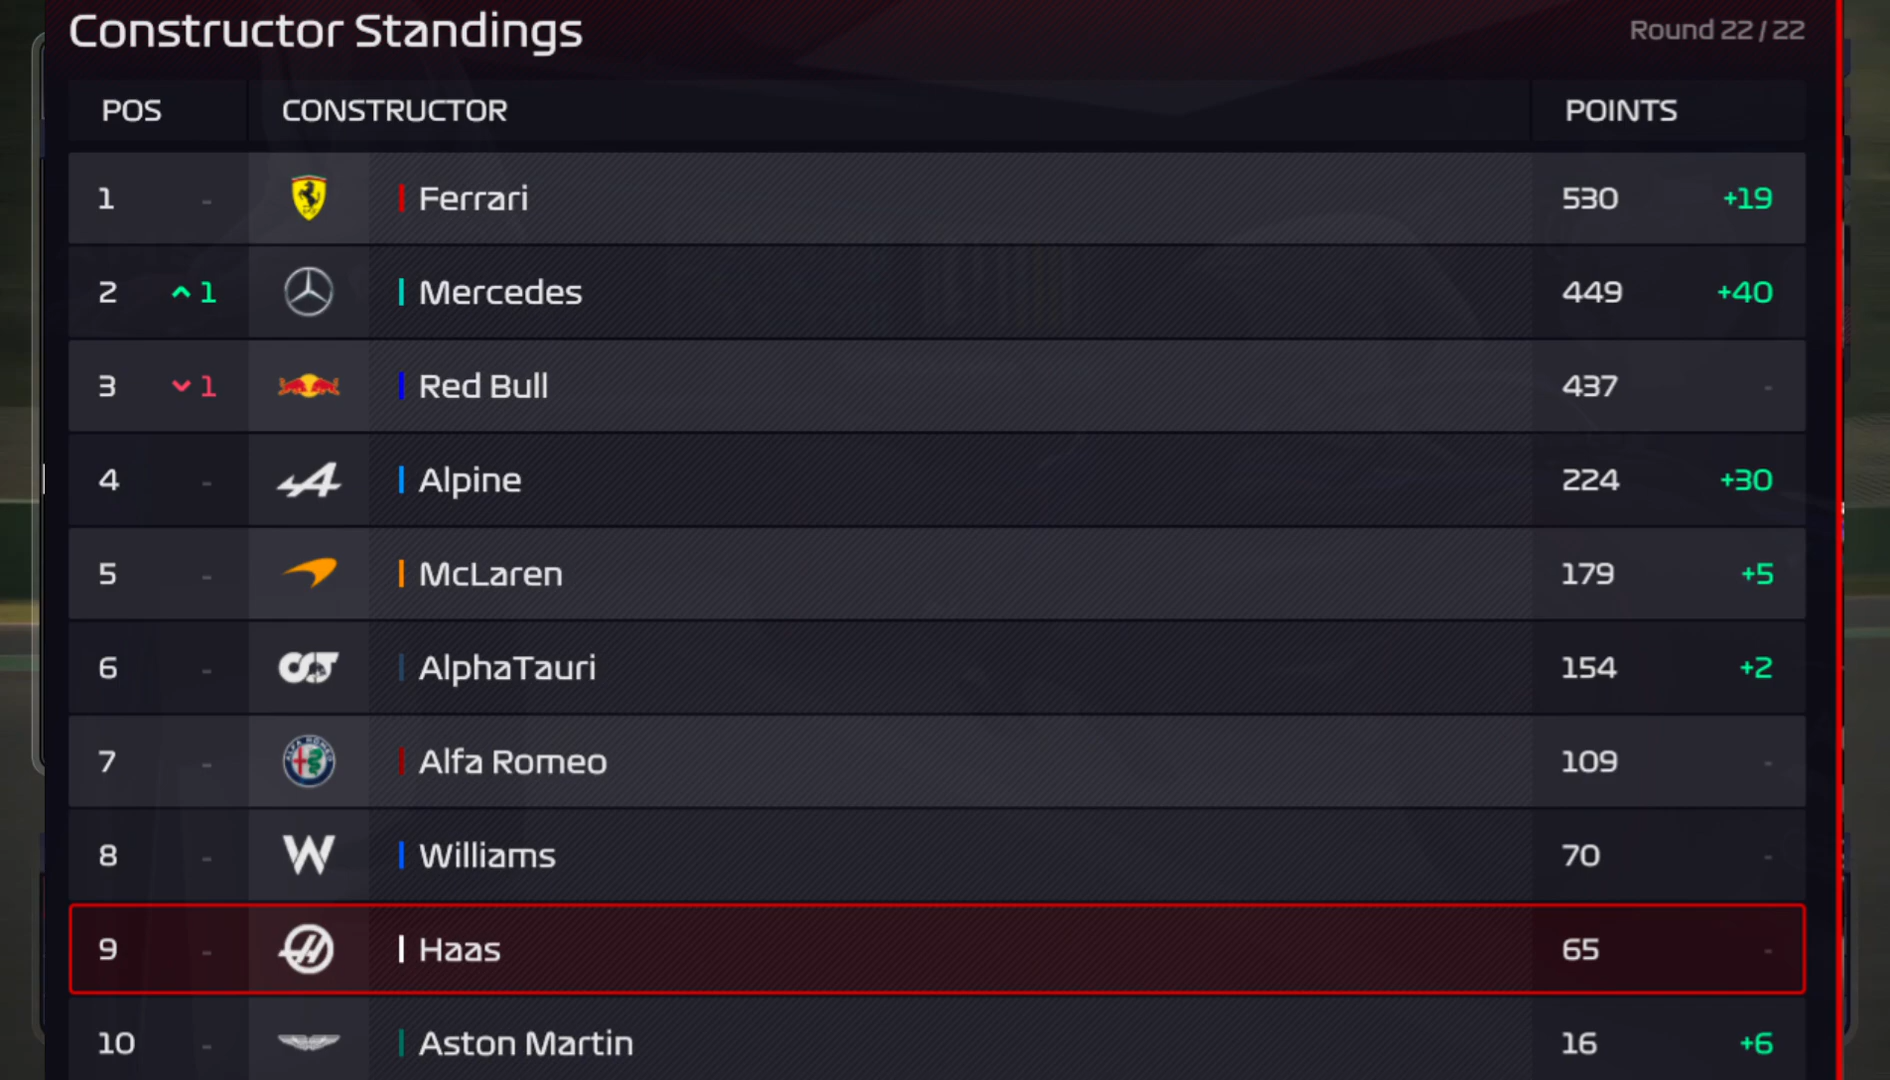 Constructor Standings
Round 22 / 22
POS CONSTRUCTOR POINTS
1 - Ferrari 530 +19
2 1 Mercedes 449 +40
3 1 Red Bull 437 -
4 - Alpine 224 +30
5 - McLaren 179 +5
6 - AlphaTauri 154 +2
7 - Alfa Romeo 109 -
8 - Williams 70 -
9 - Haas 65 -
10 - Aston Martin 16 +6